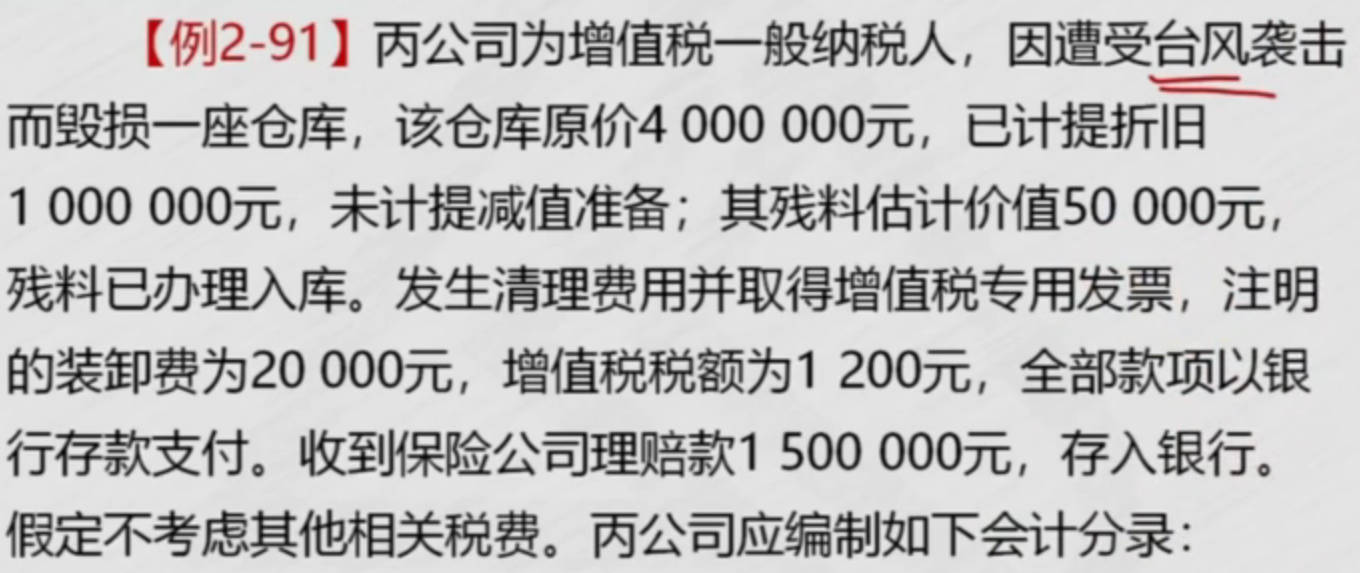 【例2-91】丙公司为增值税一般纳税人，因遭受台风袭击
而毁损一座仓库，该仓库原价4 000 000元，已计提折旧
1 000 000元，未计提减值准备；其残料估计价值50 000元，
残料已办理入库。发生清理费用并取得增值税专用发票，注明
的装卸费为20 000元，增值税税额为1 200元，全部款项以银
行存款支付。收到保险公司理赔款1 500 000元，存入银行。
假定不考虑其他相关税费。丙公司应编制如下会计分录：